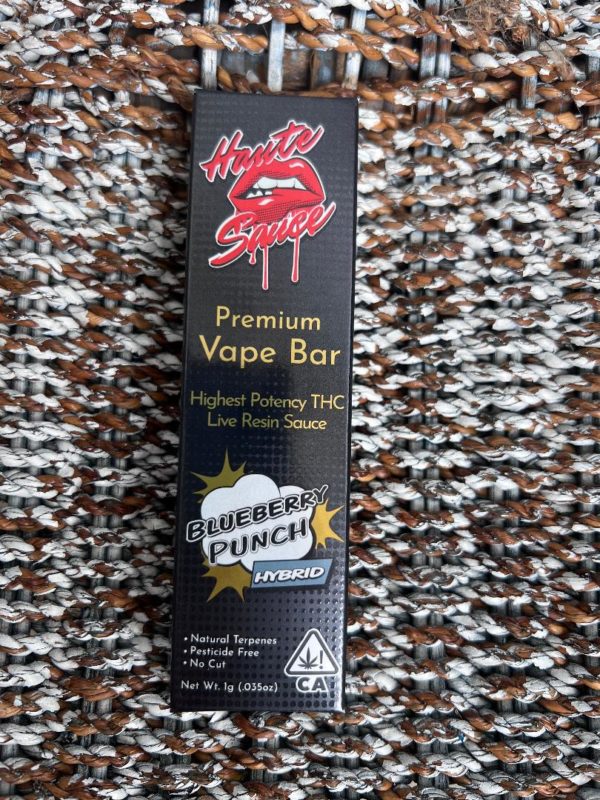 Haute
Sauce
Premium
Vape Bar
Highest Potency THC
Live Resin Sauce
BLUEBERRY
PUNCH
HYBRID
• Natural Terpenes
• Pesticide Free
• No Cut
Net Wt. 1g (.035oz)
!
CA